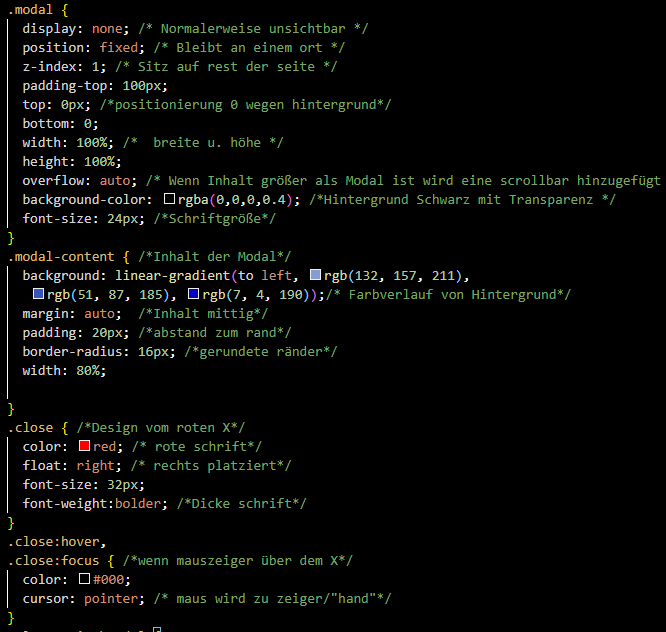 .modal {
display: none; /* Normalerweise unsichtbar */
position: fixed; /* Bleibt an einem ort */
z-index: 1; /* Sitz auf rest der seite */
padding-top: 100px;
top: 0px; /*positionierung 0 wegen hintergrund*/
bottom: 0;
width: 100%; /*  breite u. höhe */
height: 100%;
overflow: auto; /* Wenn Inhalt größer als Modal ist wird eine scrollbar hinzugefügt
background-color: rgba(0,0,0,0.4); /*Hintergrund Schwarz mit Transparenz */
font-size: 24px; /*Schriftgröße*/
}
.modal-content { /*Inhalt der Modal*/
background: linear-gradient(to left, rgb(132, 157, 211),
rgb(51, 87, 185), rgb(7, 4, 190));/* Farbverlauf von Hintergrund*/
margin: auto;  /*Inhalt mittig*/
padding: 20px; /*abstand zum rand*/
border-radius: 16px; /*gerundete ränder*/
width: 80%;
}
.close { /*Design vom roten X*/
color: red; /* rote schrift*/
float: right; /* rechts platziert*/
font-size: 32px;
font-weight:bolder; /*Dicke schrift*/
}
.close:hover,
.close:focus { /*wenn mauszeiger über dem X*/
color: #000;
cursor: pointer; /* maus wird zu zeiger/"hand"*/
}